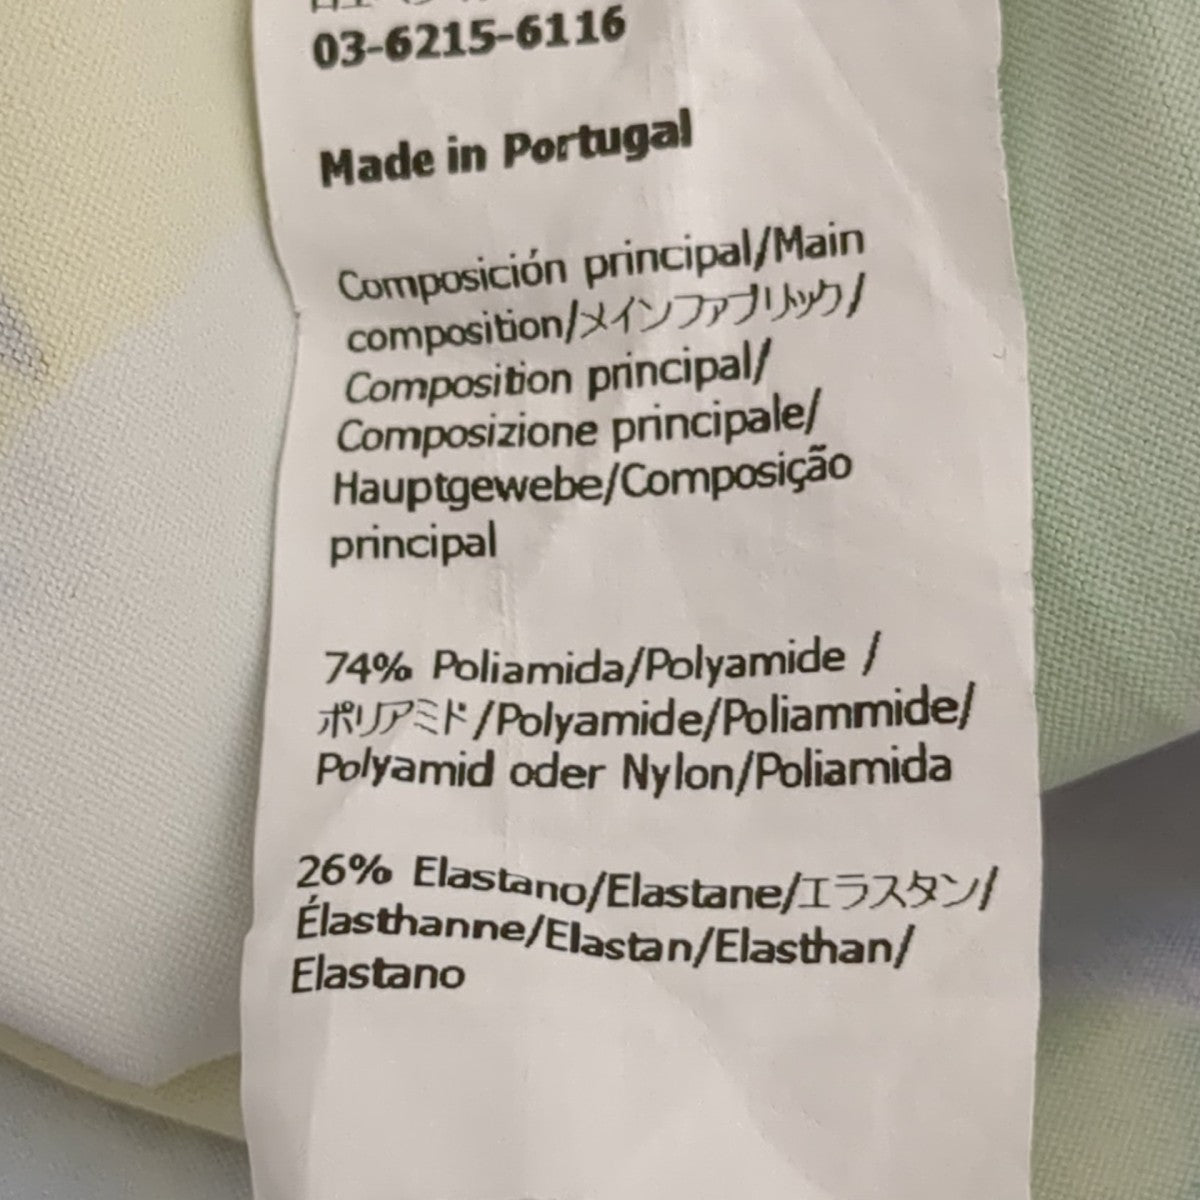 03-6215-6116
Made in Portugal
Composición principal/Main
composition/メインファブリック/
Composition principal/
Composizione principale/
Hauptgewebe/Composição
principal
74% Poliamida/Polyamide /
ポリアミド/Polyamide/Poliammide/
Polyamid oder Nylon/Poliamida
26% Elastano/Elastane/エラスタン/
Élasthanne/Elastan/Elasthan/
Elastano